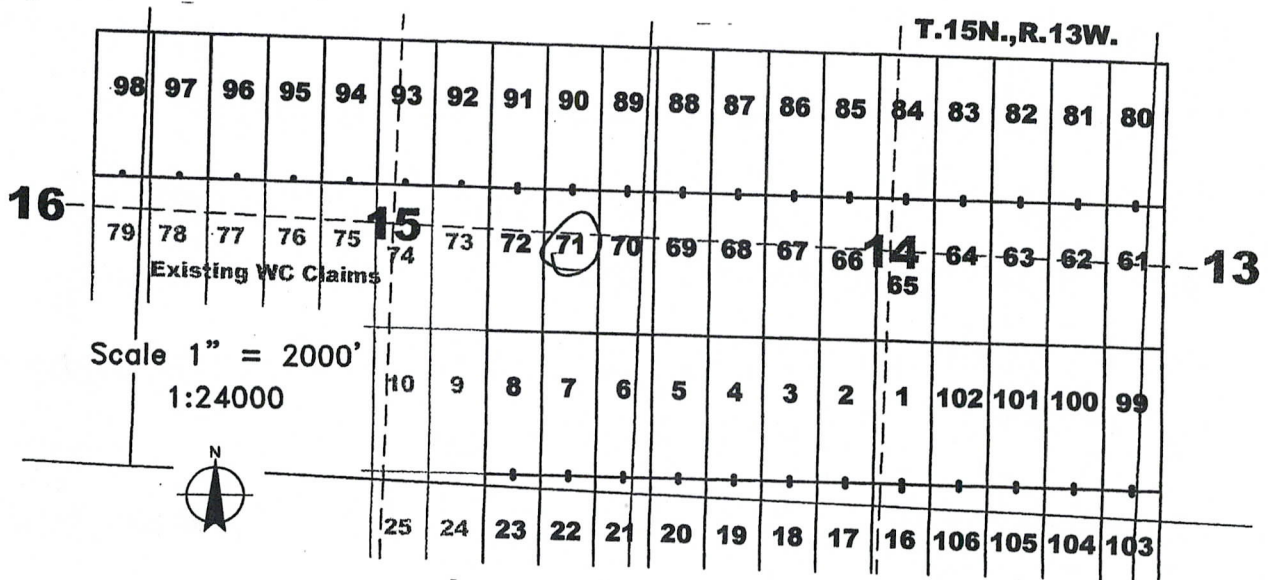 T.15N.,R.13W.
98 97 96 95 94 93 92 91 90 89 88 87 86 85 84 83 82 81 80
16 15 14 13
79 78 77 76 75 74 73 72 71 70 69 68 67 66 65 64 63 62 61
Existing WC Claims
Scale 1" = 2000'
1:24000
10 9 8 7 6 5 4 3 2 1 102 101 100 99
N
25 24 23 22 21 20 19 18 17 16 106 105 104 103